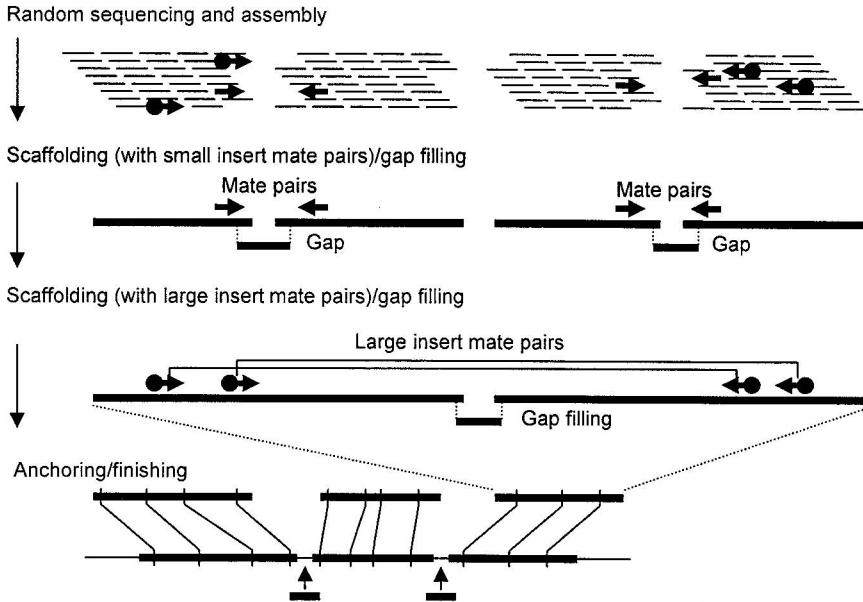 Random sequencing and assembly
Scaffolding (with small insert mate pairs)/gap filling
Mate pairs
Mate pairs
Gap
Gap
Scaffolding (with large insert mate pairs)/gap filling
Large insert mate pairs
Gap filling
Anchoring/finishing